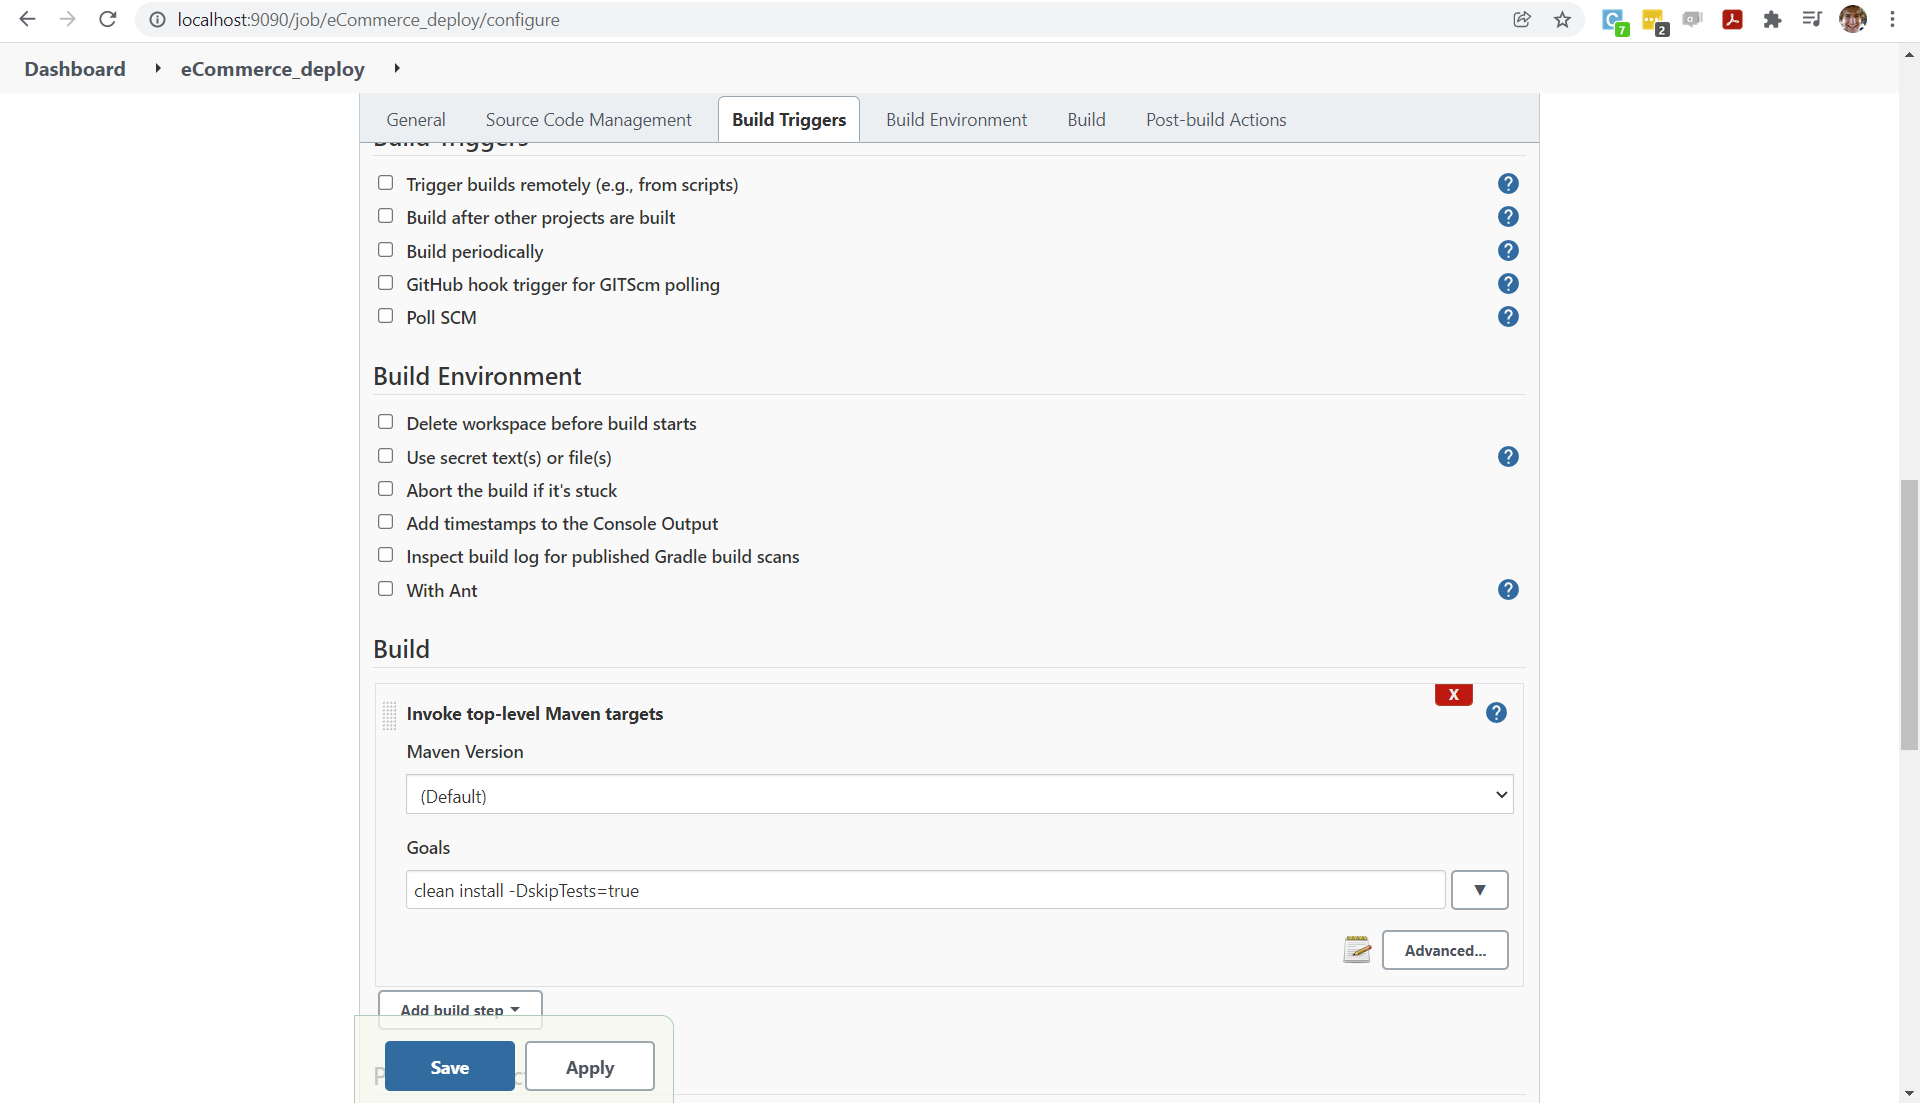 localhost:9090/job/eCommerce_deploy/configure
7
2
Dashboard
eCommerce_deploy
General
Source Code Management
Build Triggers
Build Environment
Build
Post-build Actions
Build Triggers
Trigger builds remotely (e.g., from scripts)
?
Build after other projects are built
?
Build periodically
?
GitHub hook trigger for GITScm polling
?
Poll SCM
?
Build Environment
Delete workspace before build starts
Use secret text(s) or file(s)
?
Abort the build if it's stuck
Add timestamps to the Console Output
Inspect build log for published Gradle build scans
With Ant
?
Build
X
Invoke top-level Maven targets
?
Maven Version
(Default)
Goals
clean install -DskipTests=true
Advanced...
Add build step
Save
Apply